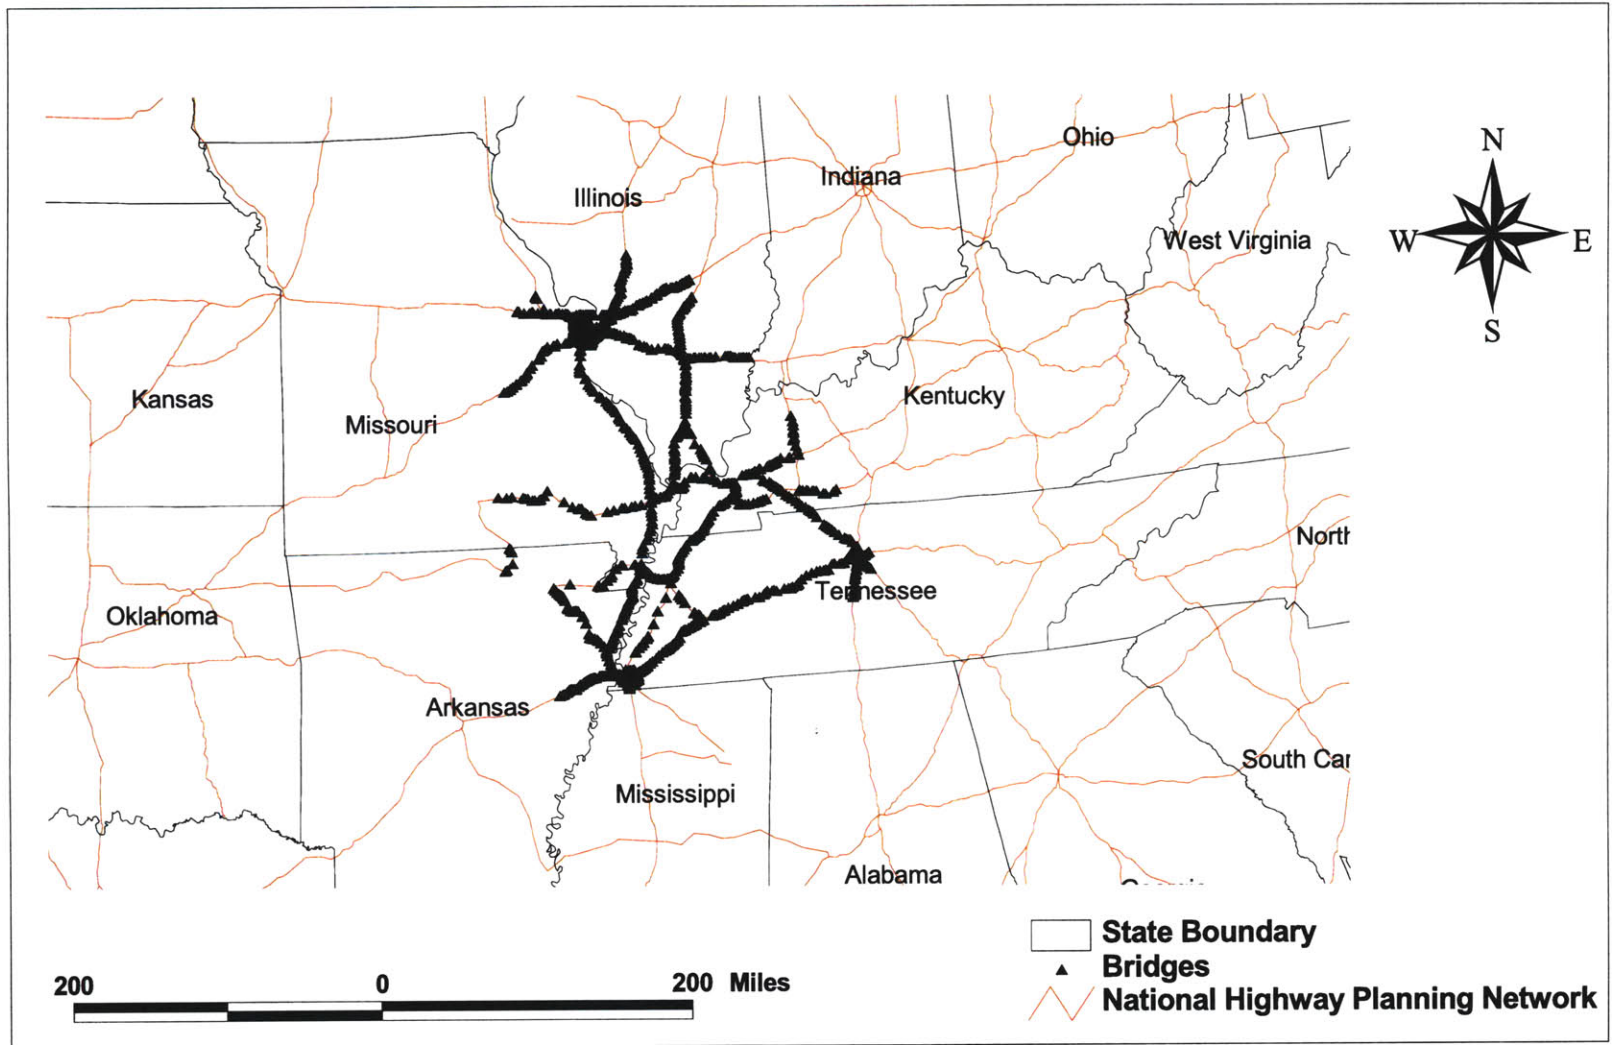 N
Ohio
Indiana
Illinois
West Virginia
W
E
S
Kansas
Kentucky
Missouri
North
Tennessee
Oklahoma
Arkansas
South Car
Mississippi
Alabama
State Boundary
Bridges
200 0 200 Miles
National Highway Planning Network